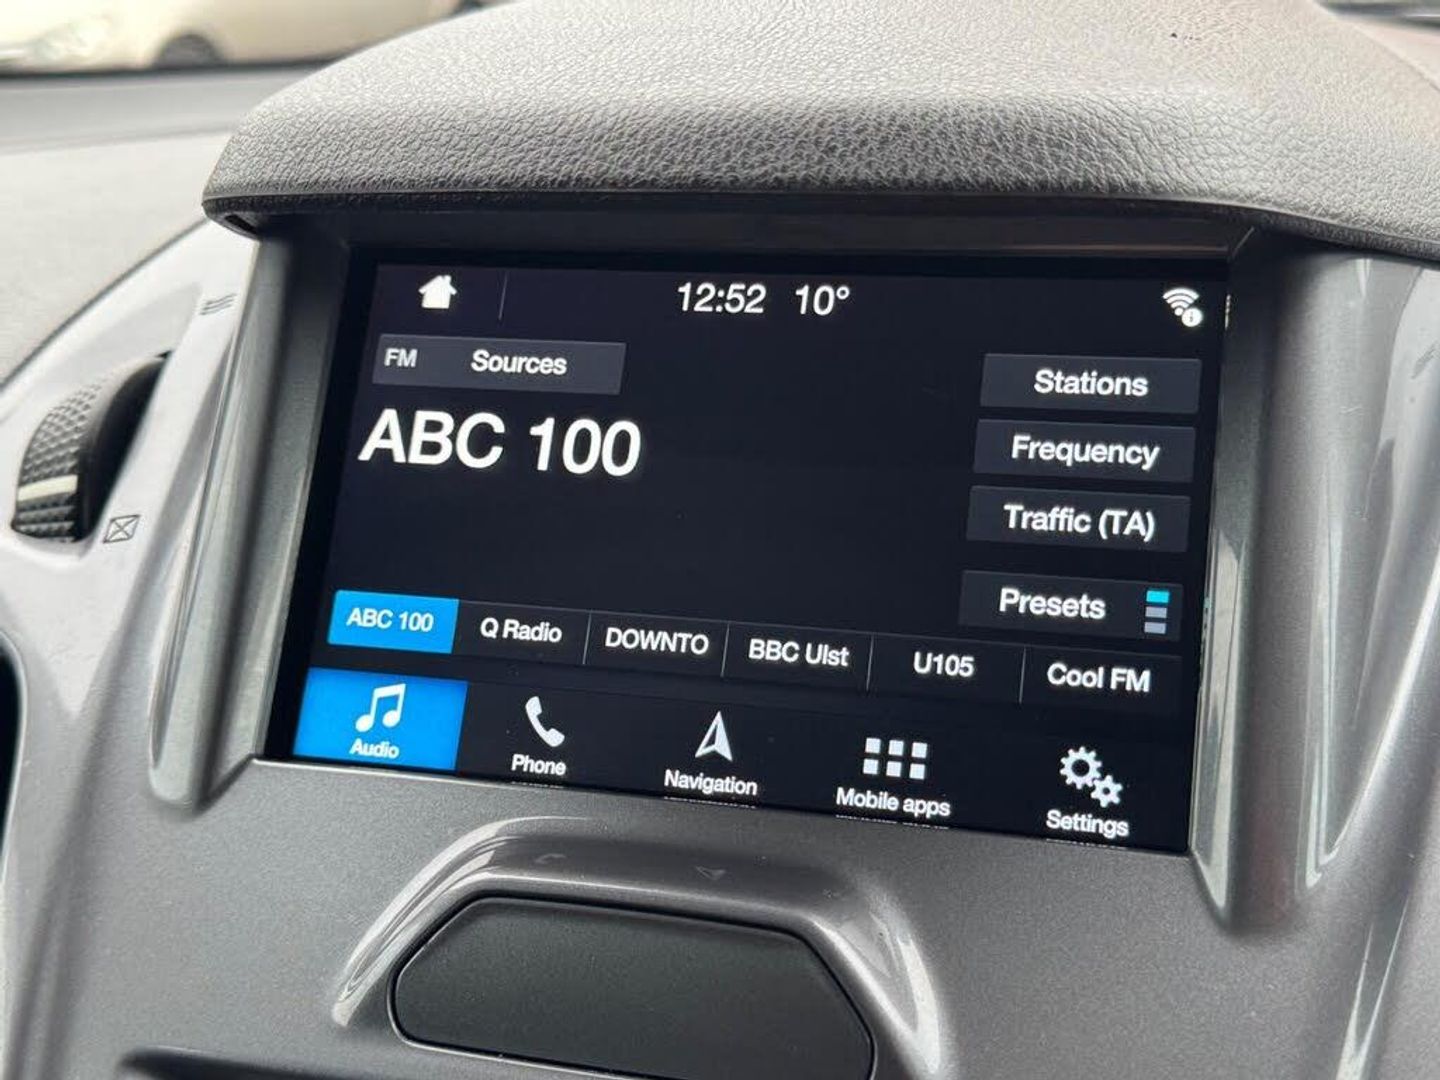 12:52 10°
FM Sources
ABC 100
Stations
Frequency
Traffic (TA)
Presets
ABC 100 Q Radio DOWNTO BBC Ulst U105 Cool FM
Audio Phone Navigation Mobile apps Settings